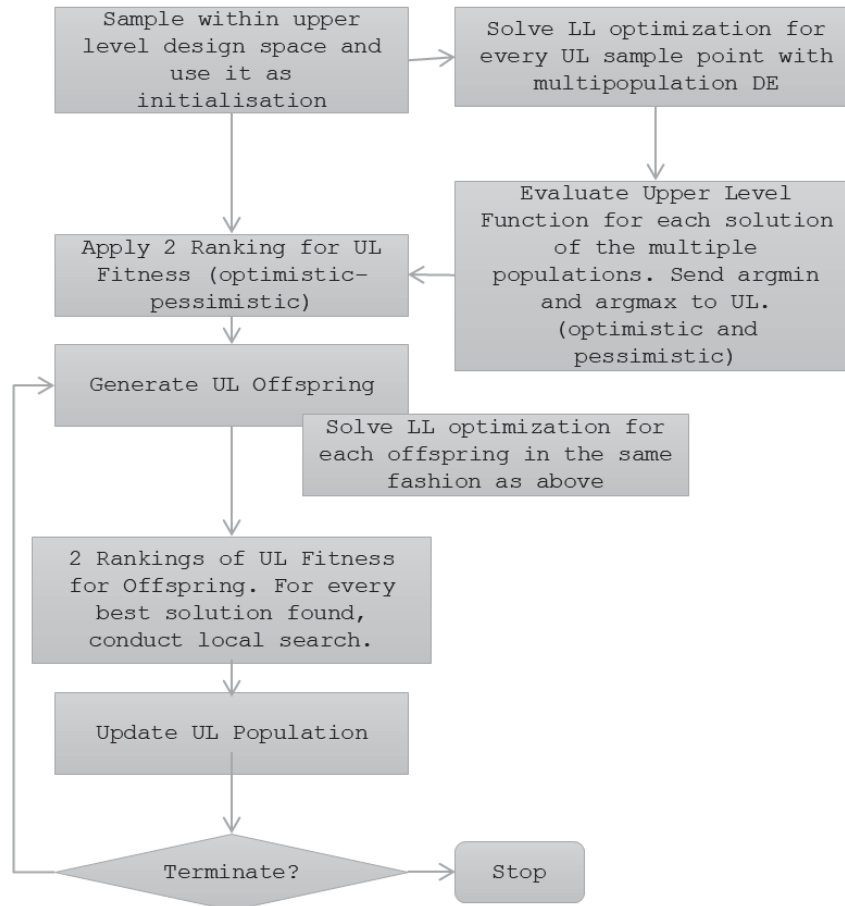 Sample within upper
level design space and
use it as
initialisation
Solve LL optimization for
every UL sample point with
multipopulation DE
Evaluate Upper Level
Function for each solution
of the multiple
populations. Send argmin
and argmax to UL.
(optimistic and
pessimistic)
Apply 2 Ranking for UL
Fitness (optimistic-
pessimistic)
Generate UL Offspring
Solve LL optimization for
each offspring in the same
fashion as above
2 Rankings of UL Fitness
for Offspring. For every
best solution found,
conduct local search.
Update UL Population
Terminate?
Stop